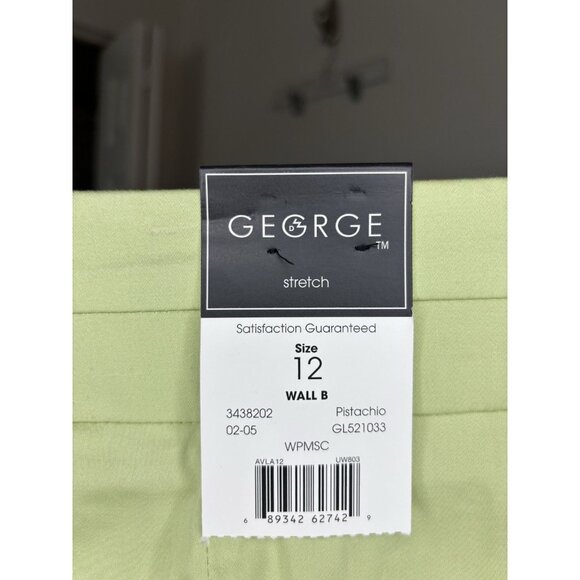 GEORGE
TM
stretch
Satisfaction Guaranteed
Size
12
WALL B
3438202 Pistachio
02-05 GL521033
WPMSC
AVLA12 UW803
6 89342 62742 9